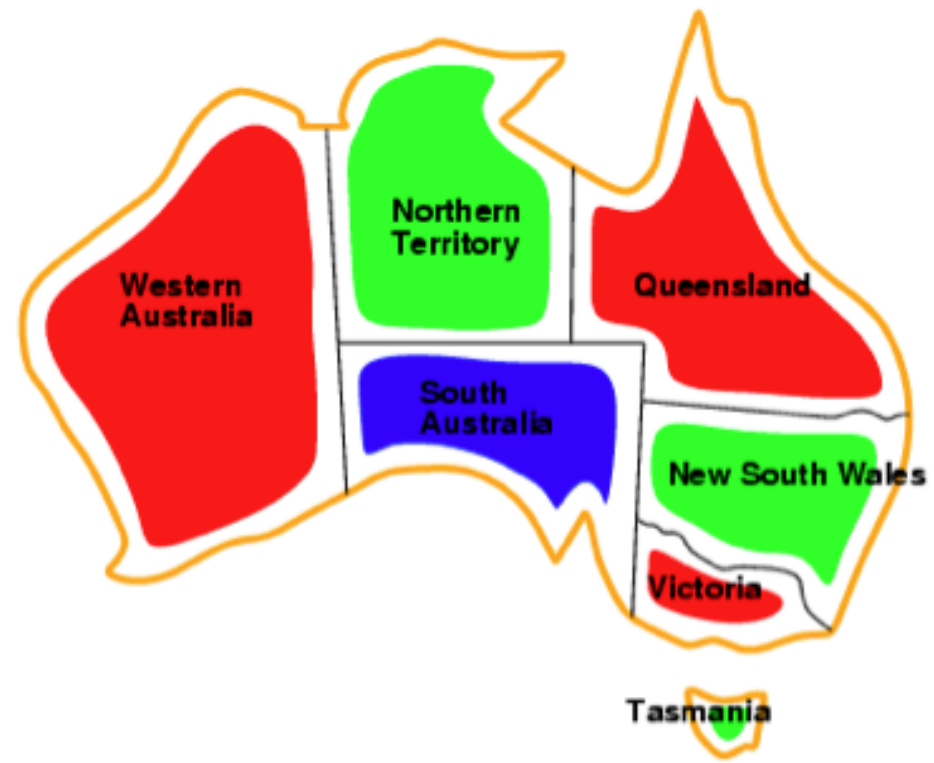 Northern
Territory
Western
Australia
Queensland
South
Australia
New South Wales
Victoria
Tasmania